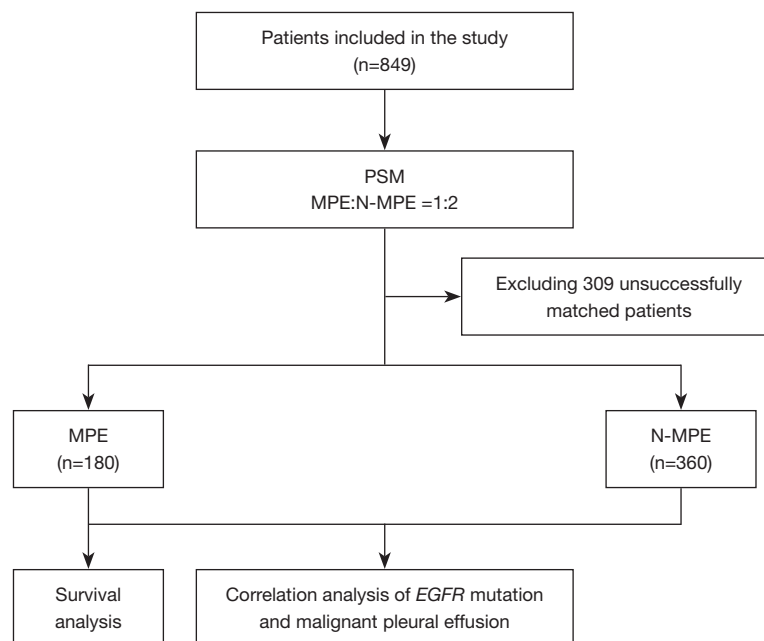 Patients included in the study
(n=849)
PSM
MPE:N-MPE =1:2
Excluding 309 unsuccessfully
matched patients
MPE
(n=180)
N-MPE
(n=360)
Survival
analysis
Correlation analysis of EGFR mutation
and malignant pleural effusion